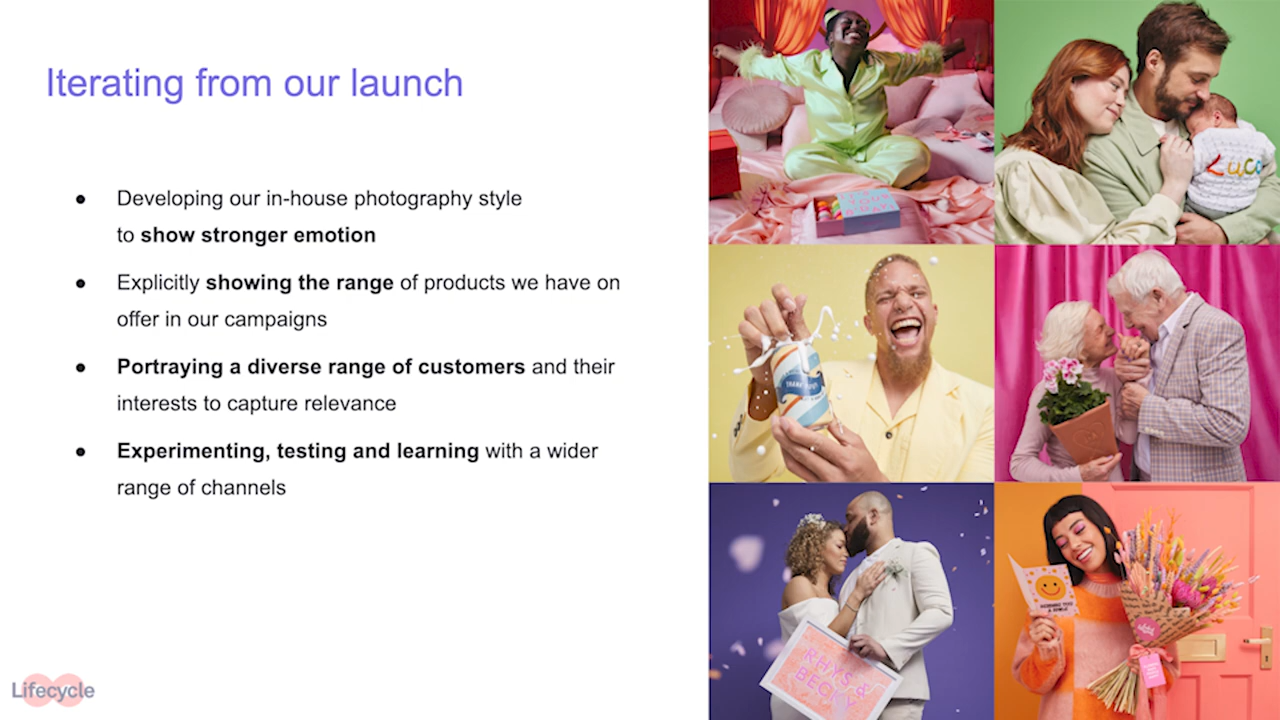 Iterating from our launch
● Developing our in-house photography style
to show stronger emotion
● Explicitly showing the range of products we have on
offer in our campaigns
● Portraying a diverse range of customers and their
interests to capture relevance
● Experimenting, testing and learning with a wider
range of channels
Lifecycle
Luca
THANK YOU!
RHYS &
BECKY
SENDING YOU
A SMILE